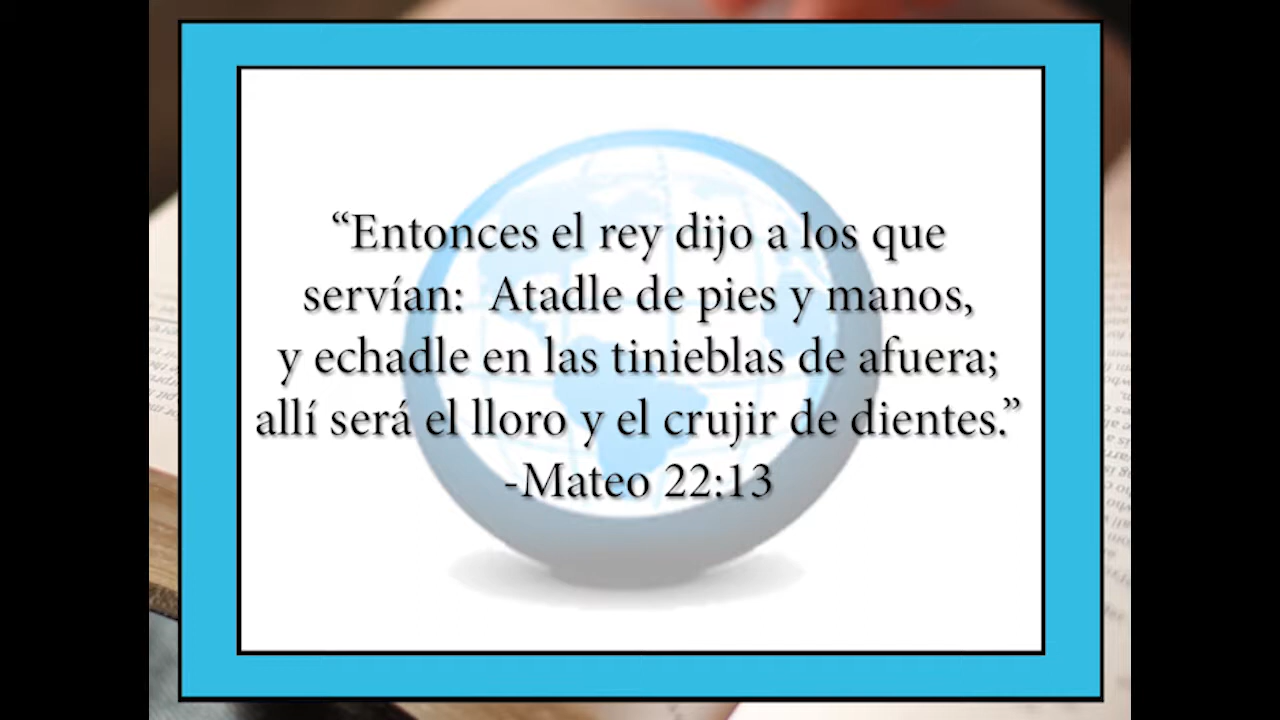 “Entonces el rey dijo a los que
servían:  Atadle de pies y manos,
y echadle en las tinieblas de afuera;
allí será el lloro y el crujir de dientes.”
-Mateo 22:13